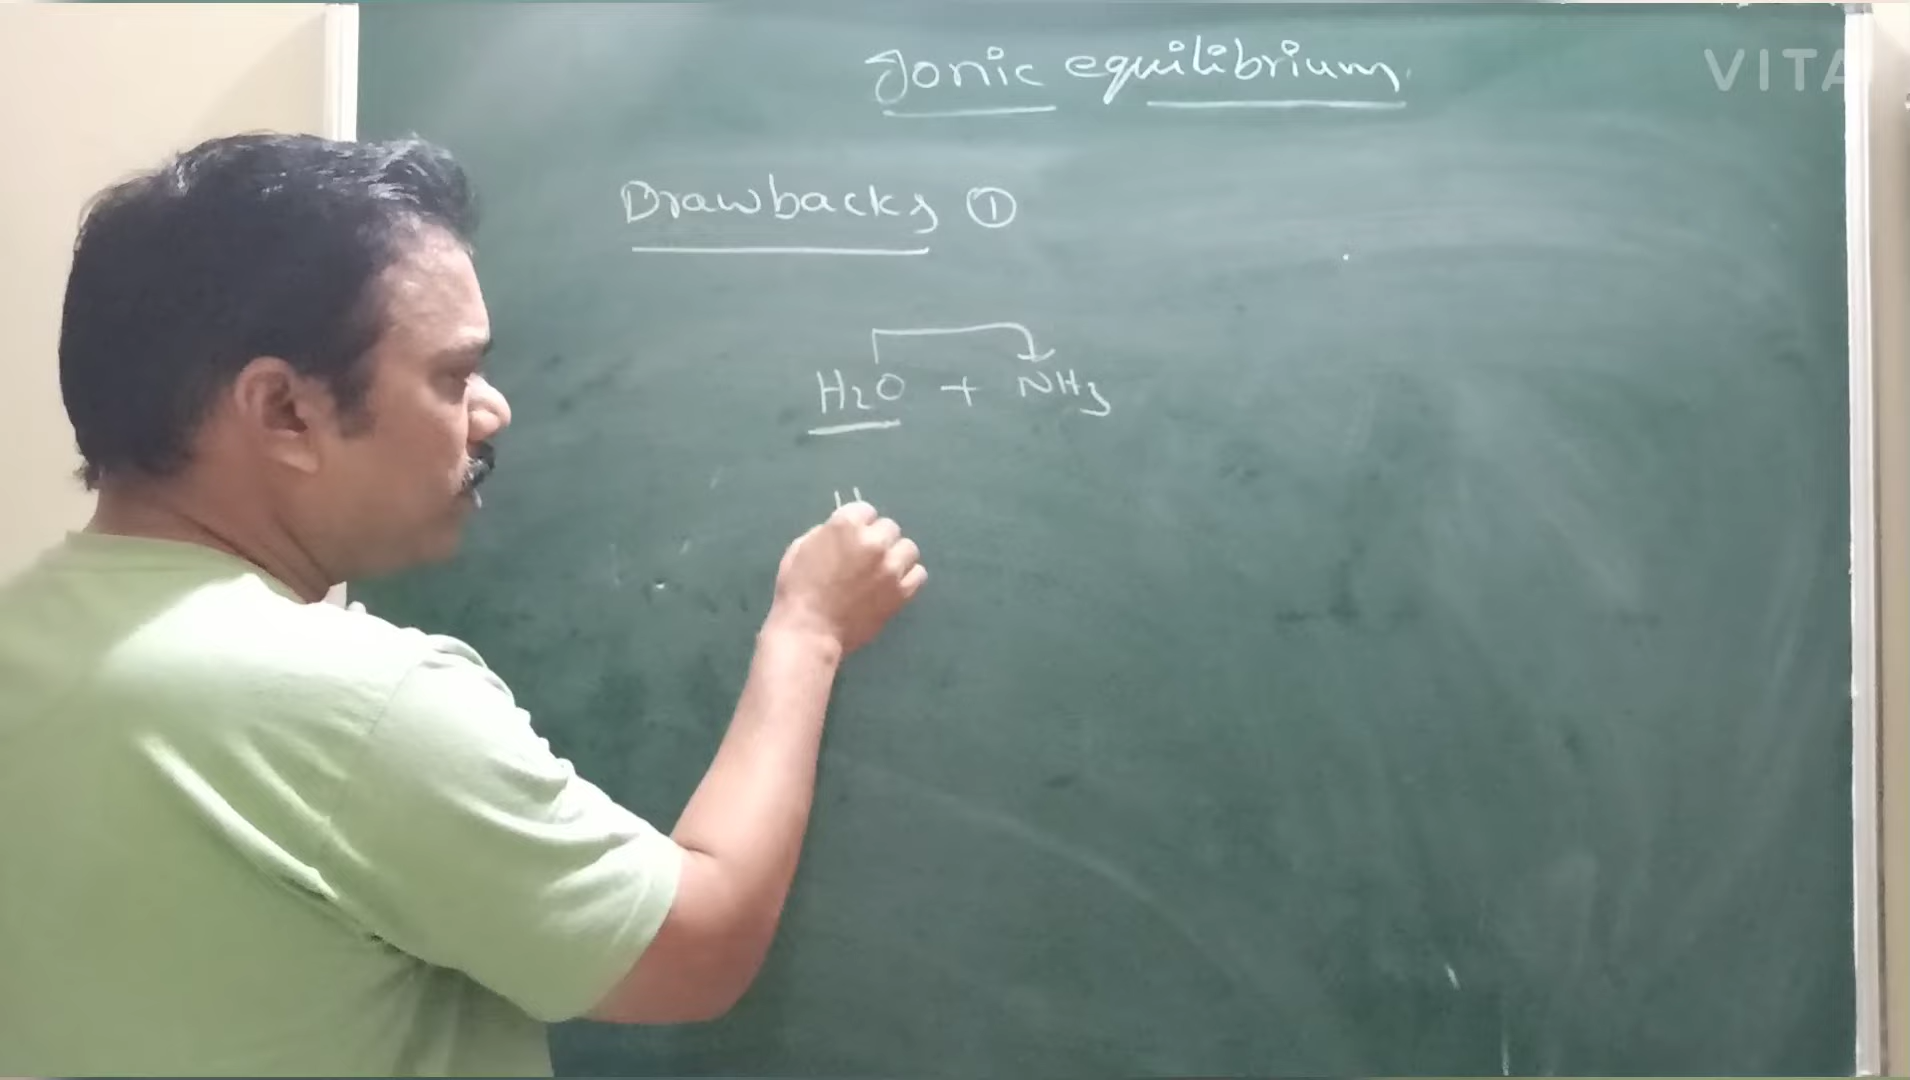 Ionic equilibrium
VITA
Drawbacks ①
H₂O + NH₃
H